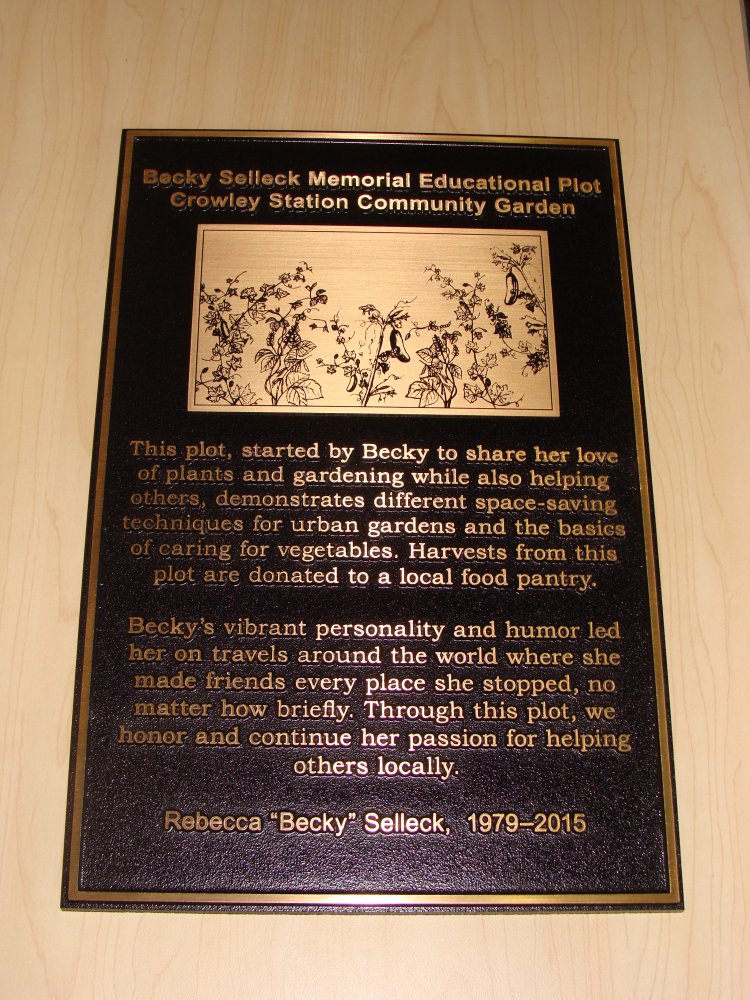 Becky Selleck Memorial Educational Plot
Crowley Station Community Garden
This plot, started by Becky to share her love
of plants and gardening while also helping
others, demonstrates different space-saving
techniques for urban gardens and the basics
of caring for vegetables. Harvests from this
plot are donated to a local food pantry.
Becky's vibrant personality and humor led
her on travels around the world where she
made friends every place she stopped, no
matter how briefly. Through this plot, we
honor and continue her passion for helping
others locally.
Rebecca “Becky” Selleck, 1979–2015